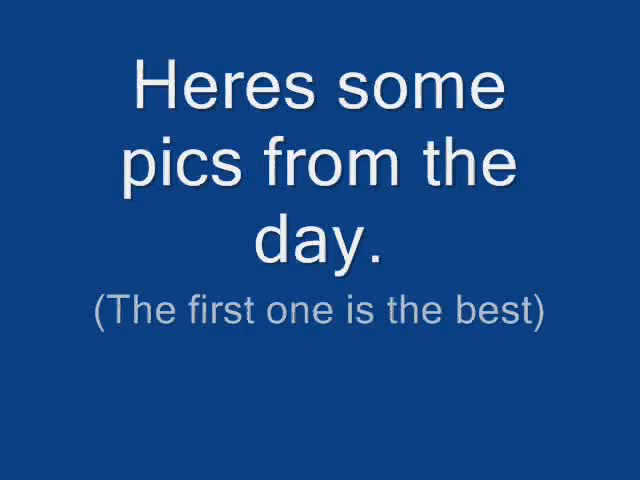 Heres some
pics from the
day.
(The first one is the best)